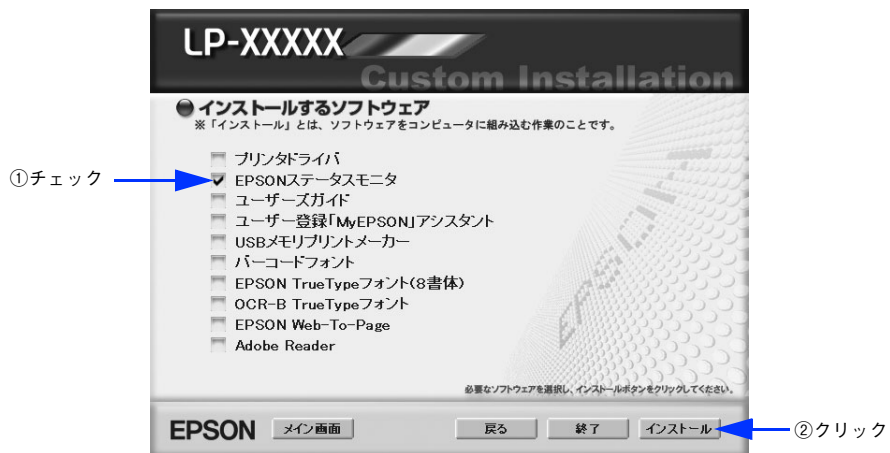 LP-XXXXX
Custom Installation
インストールするソフトウェア
※「インストール」とは、ソフトウェアをコンピュータに組み込む作業のことです。
プリンタドライバ
①チェック
EPSONステータスモニタ
ユーザーズガイド
ユーザー登録「MyEPSON」アシスタント
USBメモリプリントメーカー
バーコードフォント
EPSON TrueTypeフォント(8書体)
OCR-B TrueTypeフォント
EPSON Web-To-Page
Adobe Reader
EPSON
必要なソフトウェアを選択し、インストールボタンをクリックしてください。
EPSON メイン画面 戻る 終了 インストール
②クリック